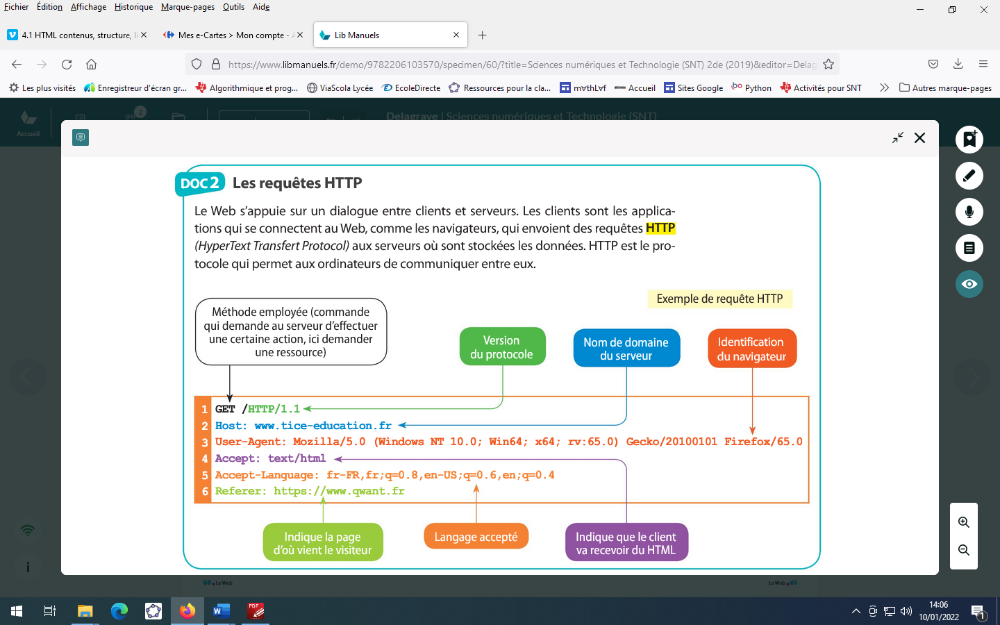 Fichier Édition Affichage Historique Marque-pages Outils Aide
4.1 HTML contenus, structure, li
Mes e-Cartes > Mon compte - A
Lib Manuels
https://www.libmanuels.fr/demo/9782206103570/specimen/60/?title=Sciences numériques et Technologie (SNT) 2de (2019)&editor=Delag
Les plus visités Enregistreur d'écran gr... Algorithmique et prog... ViaScola Lycée EcoleDirecte Ressources pour la cla... m∀thL∀f Accueil Sites Google Python Activités pour SNT Autres marque-pages
2
Delagrave | Sciences numériques et Technologie (SNT)
Accueil
DOC 2 Les requêtes HTTP
Le Web s'appuie sur un dialogue entre clients et serveurs. Les clients sont les applica-
tions qui se connectent au Web, comme les navigateurs, qui envoient des requêtes HTTP
(HyperText Transfert Protocol) aux serveurs où sont stockées les données. HTTP est le pro-
tocole qui permet aux ordinateurs de communiquer entre eux.
Exemple de requête HTTP
Méthode employée (commande
qui demande au serveur d'effectuer
une certaine action, ici demander
une ressource)
Version
du protocole
Nom de domaine
du serveur
Identification
du navigateur
1 GET /HTTP/1.1
2 Host: www.tice-education.fr
3 User-Agent: Mozilla/5.0 (Windows NT 10.0; Win64; x64; rv:65.0) Gecko/20100101 Firefox/65.0
4 Accept: text/html
5 Accept-Language: fr-FR,fr;q=0.8,en-US;q=0.6,en;q=0.4
6 Referer: https://www.qwant.fr
Indique la page
d'où vient le visiteur
Langage accepté
Indique que le client
va recevoir du HTML
60 Le Web
Le Web 61
PDF
14:06
10/01/2022
1